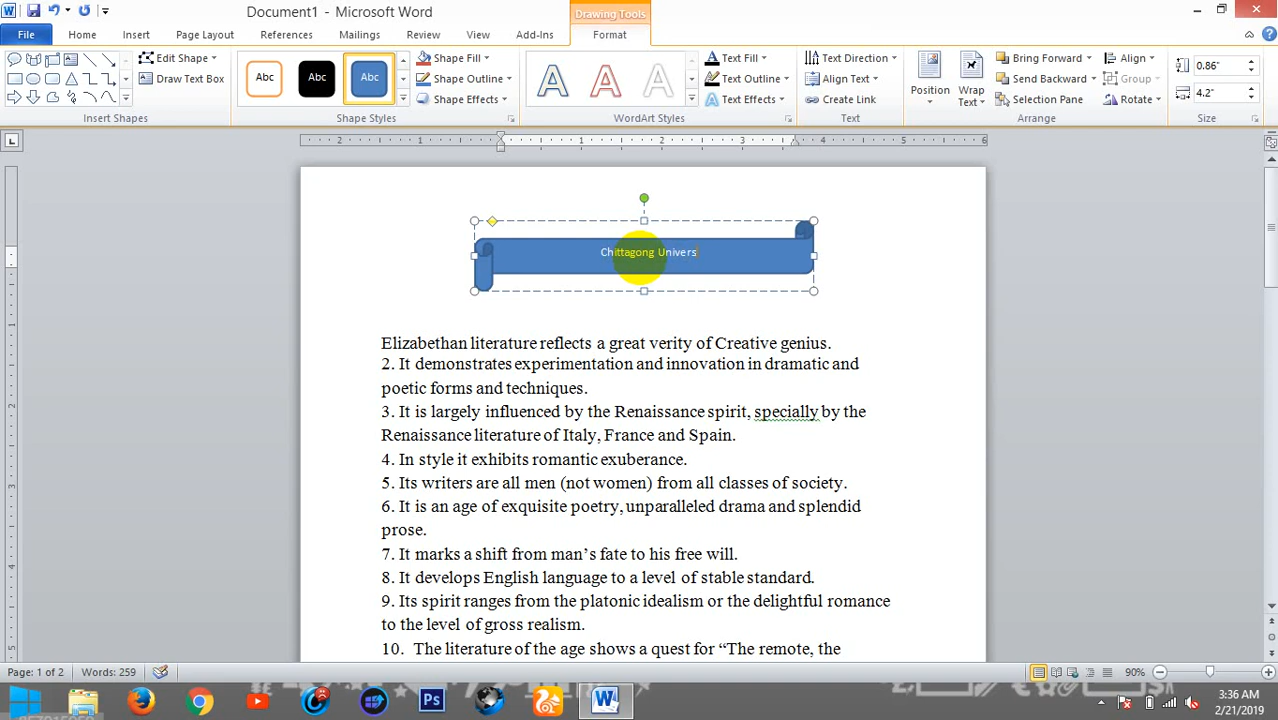 Document1 - Microsoft Word
Drawing Tools
File Home Insert Page Layout References Mailings Review View Add-Ins Format
Edit Shape
Draw Text Box
Insert Shapes
Abc Abc Abc
Shape Fill
Shape Outline
Shape Effects
Shape Styles
A A A
Text Fill
Text Outline
Text Effects
WordArt Styles
Text Direction
Align Text
Create Link
Text
Position
Wrap Text
Bring Forward
Send Backward
Selection Pane
Align
Group
Rotate
Arrange
0.86"
4.2"
Size
2 1 1 2 3 4 5 6
Chittagong Univers
Elizabethan literature reflects a great verity of Creative genius.
2. It demonstrates experimentation and innovation in dramatic and
poetic forms and techniques.
3. It is largely influenced by the Renaissance spirit, specially by the
Renaissance literature of Italy, France and Spain.
4. In style it exhibits romantic exuberance.
5. Its writers are all men (not women) from all classes of society.
6. It is an age of exquisite poetry, unparalleled drama and splendid
prose.
7. It marks a shift from man’s fate to his free will.
8. It develops English language to a level of stable standard.
9. Its spirit ranges from the platonic idealism or the delightful romance
to the level of gross realism.
10. The literature of the age shows a quest for “The remote, the
Page: 1 of 2 Words: 259 90%
Ps
3:36 AM
2/21/2019